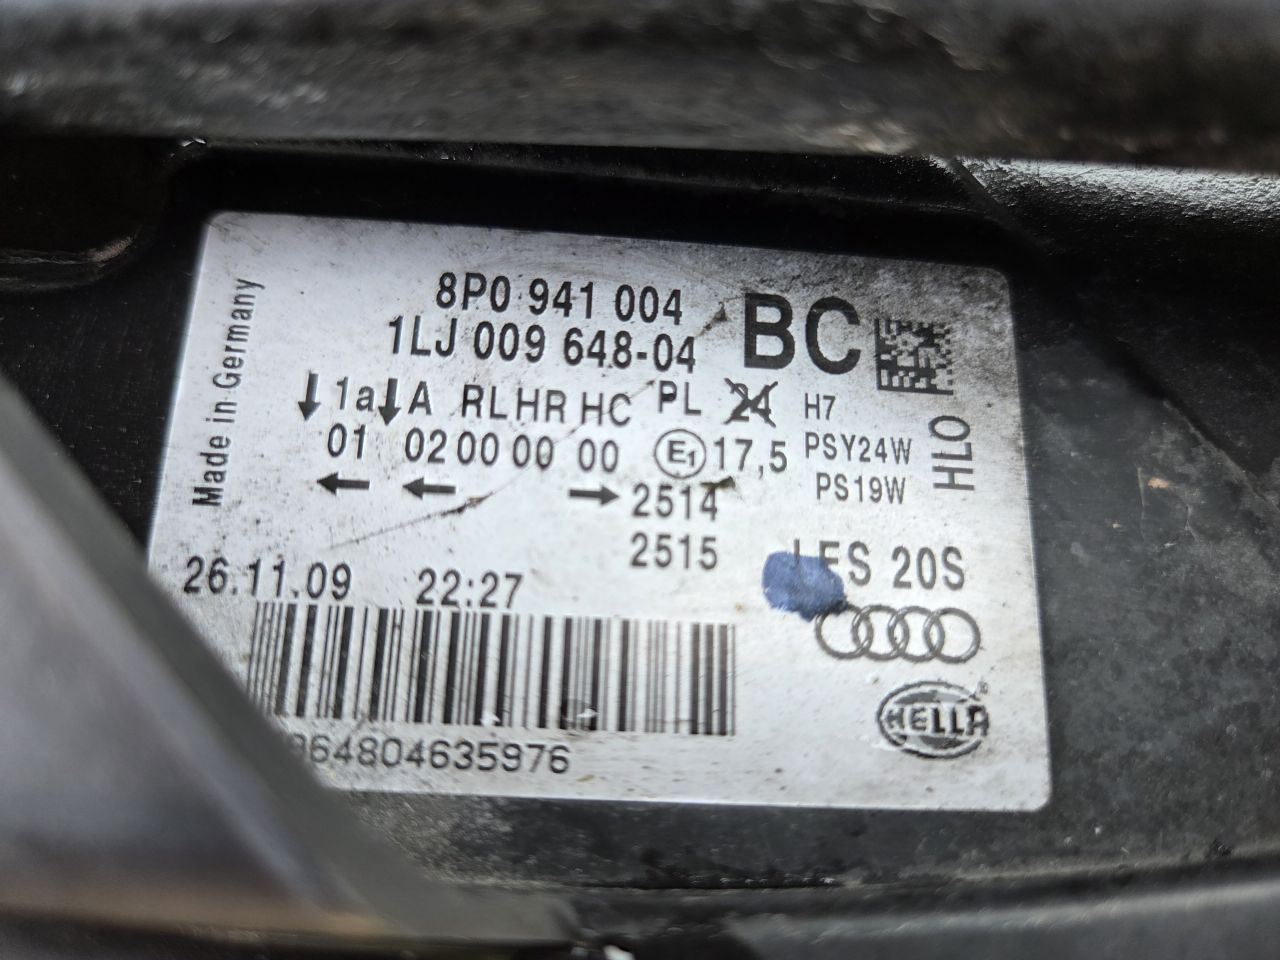 Made in Germany
8P0 941 004
BC
1LJ 009 648-04
↓1a↓A RL HR HC PL 24 H7
01 02 00 00 00 E1 17,5 PSY24W
← ← → 2514 PS19W
HLO
2515
ES 20S
26.11.09 22:27
64804635976
HELLA